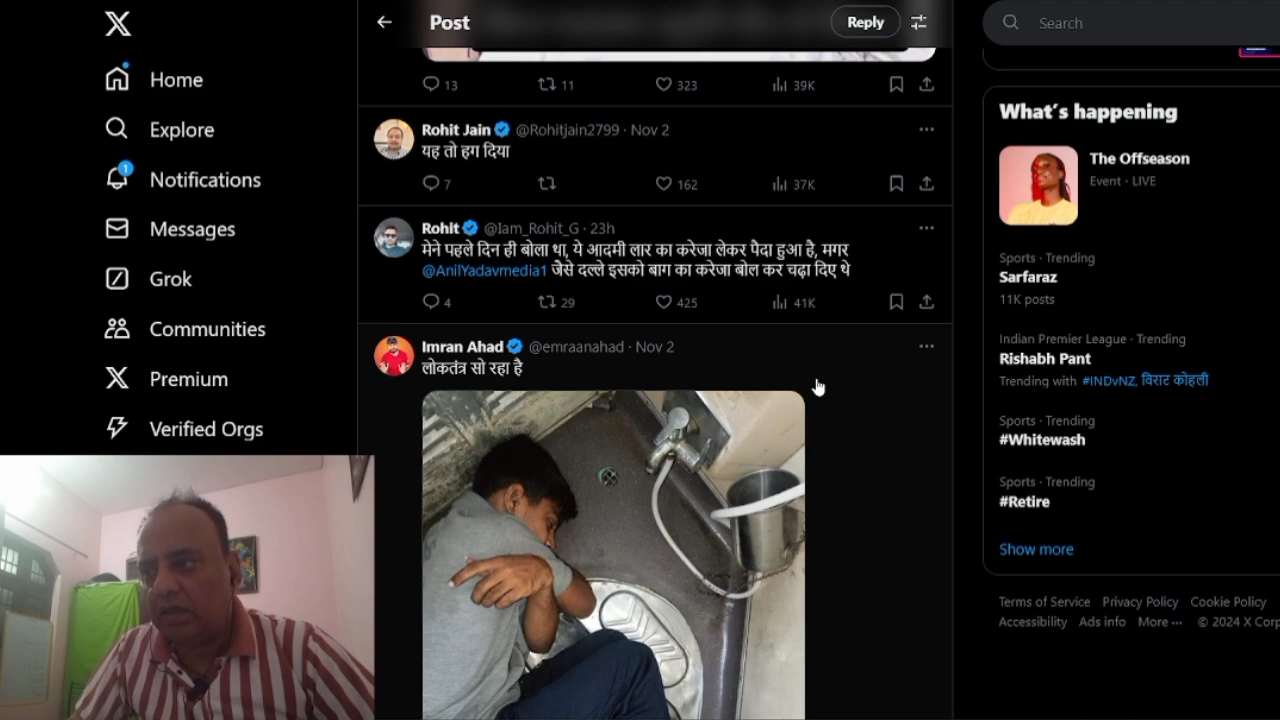 Post
Reply
Search
Home
Explore
1
Notifications
Messages
Grok
Communities
Premium
Verified Orgs
13 11 323 39K
Rohit Jain @Rohitjain2799 · Nov 2
यह तो हग दिया
7 162 37K
Rohit @Iam_Rohit_G · 23h
मेने पहले दिन ही बोला था, ये आदमी लार का करेजा लेकर पैदा हुआ है, मगर
@AnilYadavmedia1 जैसे दल्ले इसको बाग का करेजा बोल कर चढ़ा दिए थे
4 29 425 41K
Imran Ahad @emraanahad · Nov 2
लोकतंत्र सो रहा है
What's happening
The Offseason
Event · LIVE
Sports · Trending
Sarfaraz
11K posts
Indian Premier League · Trending
Rishabh Pant
Trending with #INDvNZ, विराट कोहली
Sports · Trending
#Whitewash
Sports · Trending
#Retire
Show more
Terms of Service Privacy Policy Cookie Policy
Accessibility Ads info More ··· © 2024 X Corp